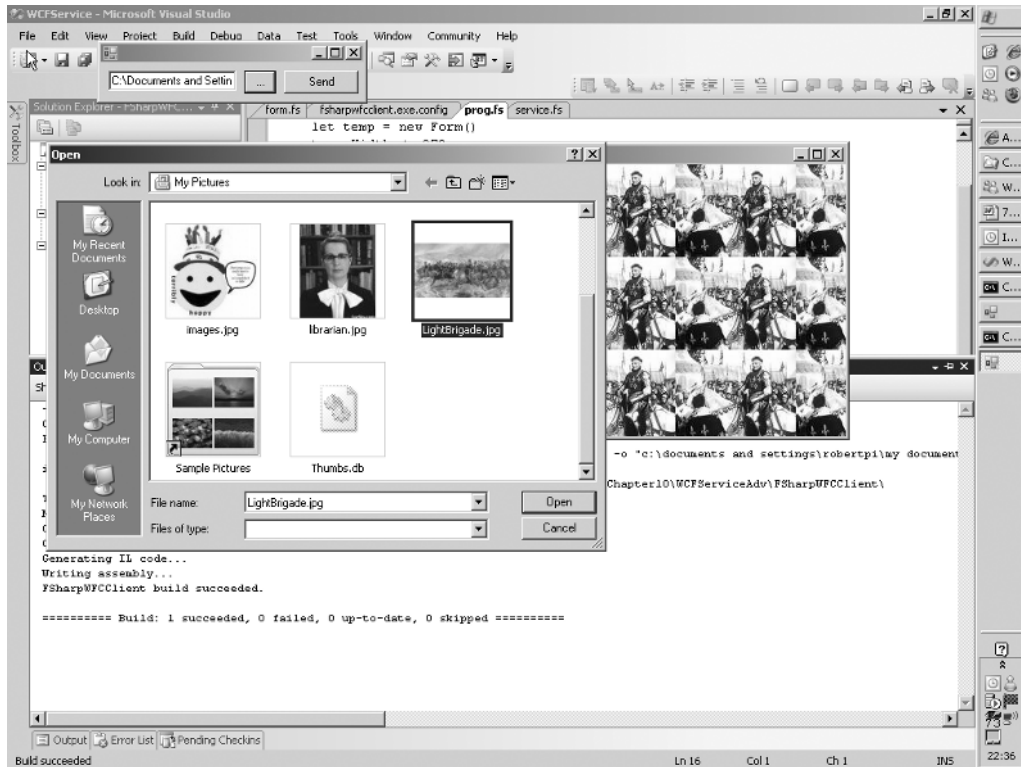 WCFService - Microsoft Visual Studio
File Edit View Project Build Debug Data Test Tools Window Community Help
C:\Documents and Settin ... Send
Toolbox
Solution Explorer - FSharpWFC...
form.fs fsharpwfcclient.exe.config prog.fs service.fs
let temp = new Form()
Open
Look in: My Pictures
My Recent Documents
Desktop
My Documents
My Computer
My Network Places
terribly happy
images.jpg librarian.jpg LightBrigade.jpg
Sample Pictures Thumbs.db
File name: LightBrigade.jpg Open
Files of type: Cancel
-o "c:\documents and settings\robertpi\my document
Chapter10\WCFServiceAdv\FSharpWFCClient\
Generating IL code...
Writing assembly...
FSharpWFCClient build succeeded.
========== Build: 1 succeeded, 0 failed, 0 up-to-date, 0 skipped ==========
Output Error List Pending Checkins
Build succeeded Ln 16 Col 1 Ch 1 INS
A...
C...
W...
7...
I...
W...
C...
C...
73
22:36